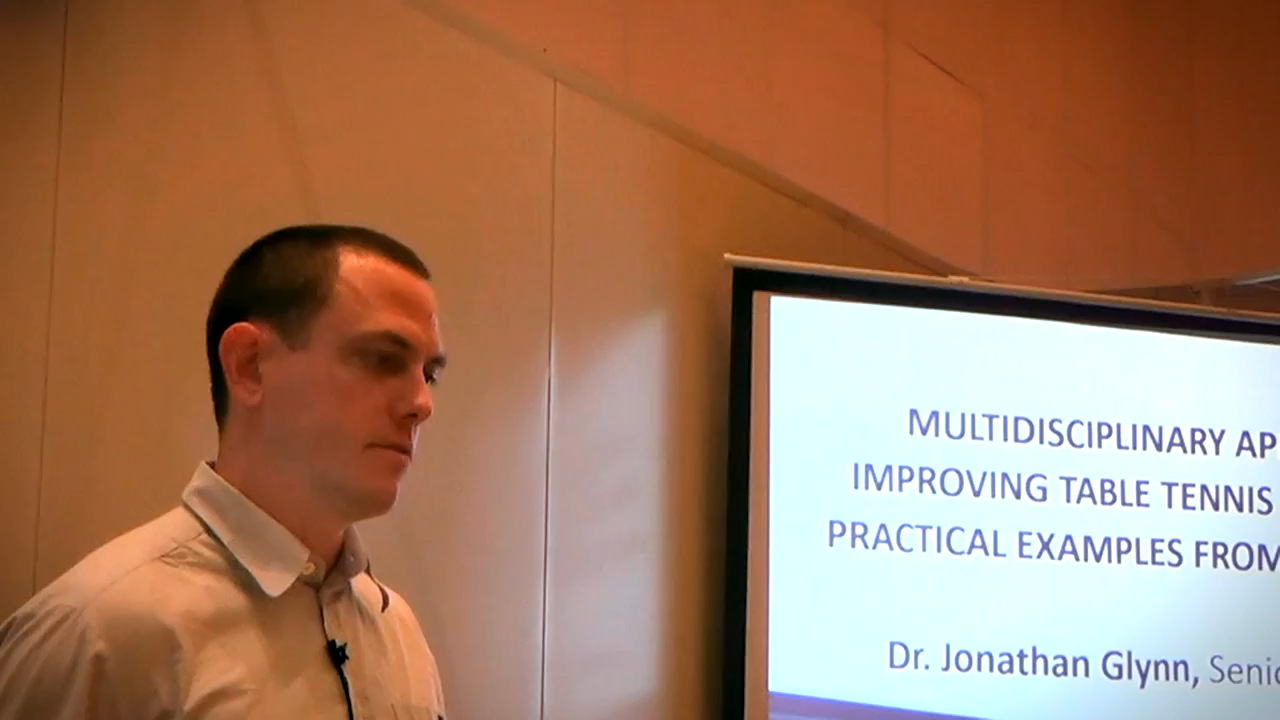 MULTIDISCIPLINARY AP
IMPROVING TABLE TENNIS
PRACTICAL EXAMPLES FROM
Dr. Jonathan Glynn, Senio